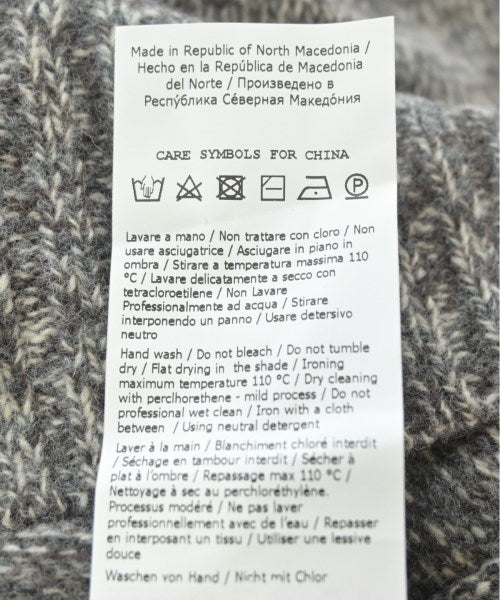 Made in Republic of North Macedonia /
Hecho en la República de Macedonia
del Norte / Произведено в
Респýблика Сéверная Македóния
CARE SYMBOLS FOR CHINA
Lavare a mano / Non trattare con cloro / Non
usare asciugatrice / Asciugare in piano in
ombra / Stirare a temperatura massima 110
°C / Lavare delicatamente a secco con
tetracloroetilene / Non Lavare
Professionalmente ad acqua / Stirare
interponendo un panno / Usare detersivo
neutro
Hand wash / Do not bleach / Do not tumble
dry / Flat drying in the shade / Ironing
maximum temperature 110 °C / Dry cleaning
with perclhorethene - mild process / Do not
professional wet clean / Iron with a cloth
between / Using neutral detergent
Laver à la main / Blanchiment chloré interdit
/ Séchage en tambour interdit / Sécher à
plat à l'ombre / Repassage max 110 °C /
Nettoyage à sec au perchloréthylène.
Processus modéré / Ne pas laver
professionnellement avec de l'eau / Repasser
en interposant un tissu / Utiliser une lessive
douce
Waschen von Hand / Nicht mit Chlor